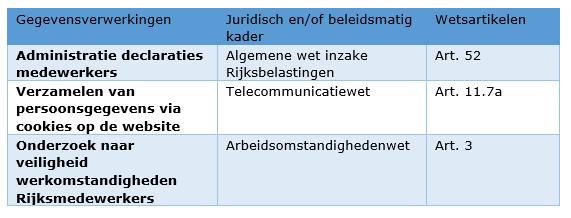 Gegevensverwerkingen
Juridisch en/of beleidsmatig
kader
Wetsartikelen
Administratie declaraties
medewerkers
Algemene wet inzake
Rijksbelastingen
Art. 52
Verzamelen van
persoonsgegevens via
cookies op de website
Telecommunicatiewet
Art. 11.7a
Onderzoek naar
veiligheid
werkomstandigheden
Rijksmedewerkers
Arbeidsomstandighedenwet
Art. 3